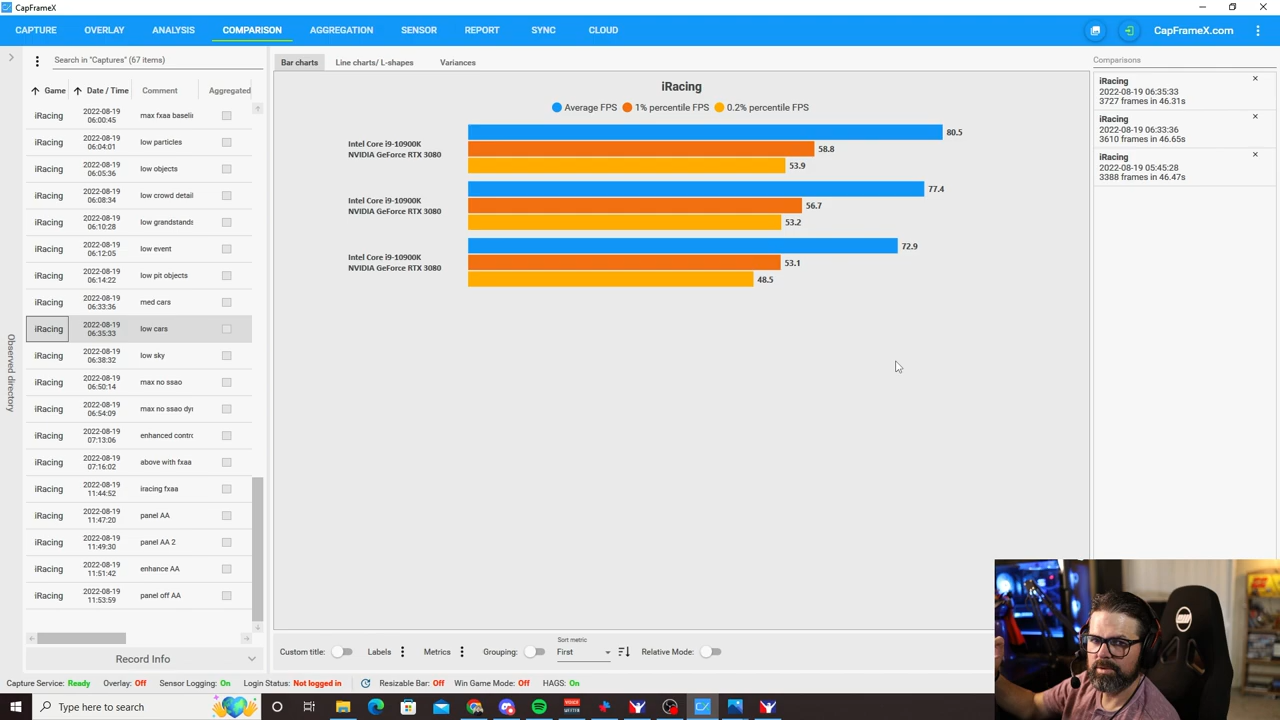 CapFrameX
CAPTURE OVERLAY ANALYSIS COMPARISON AGGREGATION SENSOR REPORT SYNC CLOUD CapFrameX.com
Search in "Captures" (67 items)
Game Date / Time Comment Aggregated
iRacing 2022-08-19 06:00:45 max fxaa baselin
iRacing 2022-08-19 06:04:01 low particles
iRacing 2022-08-19 06:05:36 low objects
iRacing 2022-08-19 06:08:34 low crowd detail
iRacing 2022-08-19 06:10:28 low grandstands
iRacing 2022-08-19 06:12:05 low event
iRacing 2022-08-19 06:14:22 low pit objects
iRacing 2022-08-19 06:33:36 med cars
iRacing 2022-08-19 06:35:33 low cars
iRacing 2022-08-19 06:38:32 low sky
iRacing 2022-08-19 06:50:14 max no ssao
iRacing 2022-08-19 06:54:09 max no ssao dyn
iRacing 2022-08-19 07:13:06 enhanced contro
iRacing 2022-08-19 07:16:02 above with fxaa
iRacing 2022-08-19 11:44:52 iracing fxaa
iRacing 2022-08-19 11:47:20 panel AA
iRacing 2022-08-19 11:49:30 panel AA 2
iRacing 2022-08-19 11:51:42 enhance AA
iRacing 2022-08-19 11:53:59 panel off AA
Record Info
Observed directory
Bar charts Line charts/ L-shapes Variances
iRacing
Average FPS 1% percentile FPS 0.2% percentile FPS
Intel Core i9-10900K
NVIDIA GeForce RTX 3080
80.5
58.8
53.9
Intel Core i9-10900K
NVIDIA GeForce RTX 3080
77.4
56.7
53.2
Intel Core i9-10900K
NVIDIA GeForce RTX 3080
72.9
53.1
48.5
Comparisons
iRacing
2022-08-19 06:35:33
3727 frames in 46.31s
iRacing
2022-08-19 06:33:36
3610 frames in 46.65s
iRacing
2022-08-19 05:45:28
3388 frames in 46.47s
Sort metric
Custom title: Labels Metrics Grouping: First Relative Mode:
Capture Service: Ready Overlay: Off Sensor Logging: On Login Status: Not logged in Resizable Bar: Off Win Game Mode: Off HAGS: On
Type here to search